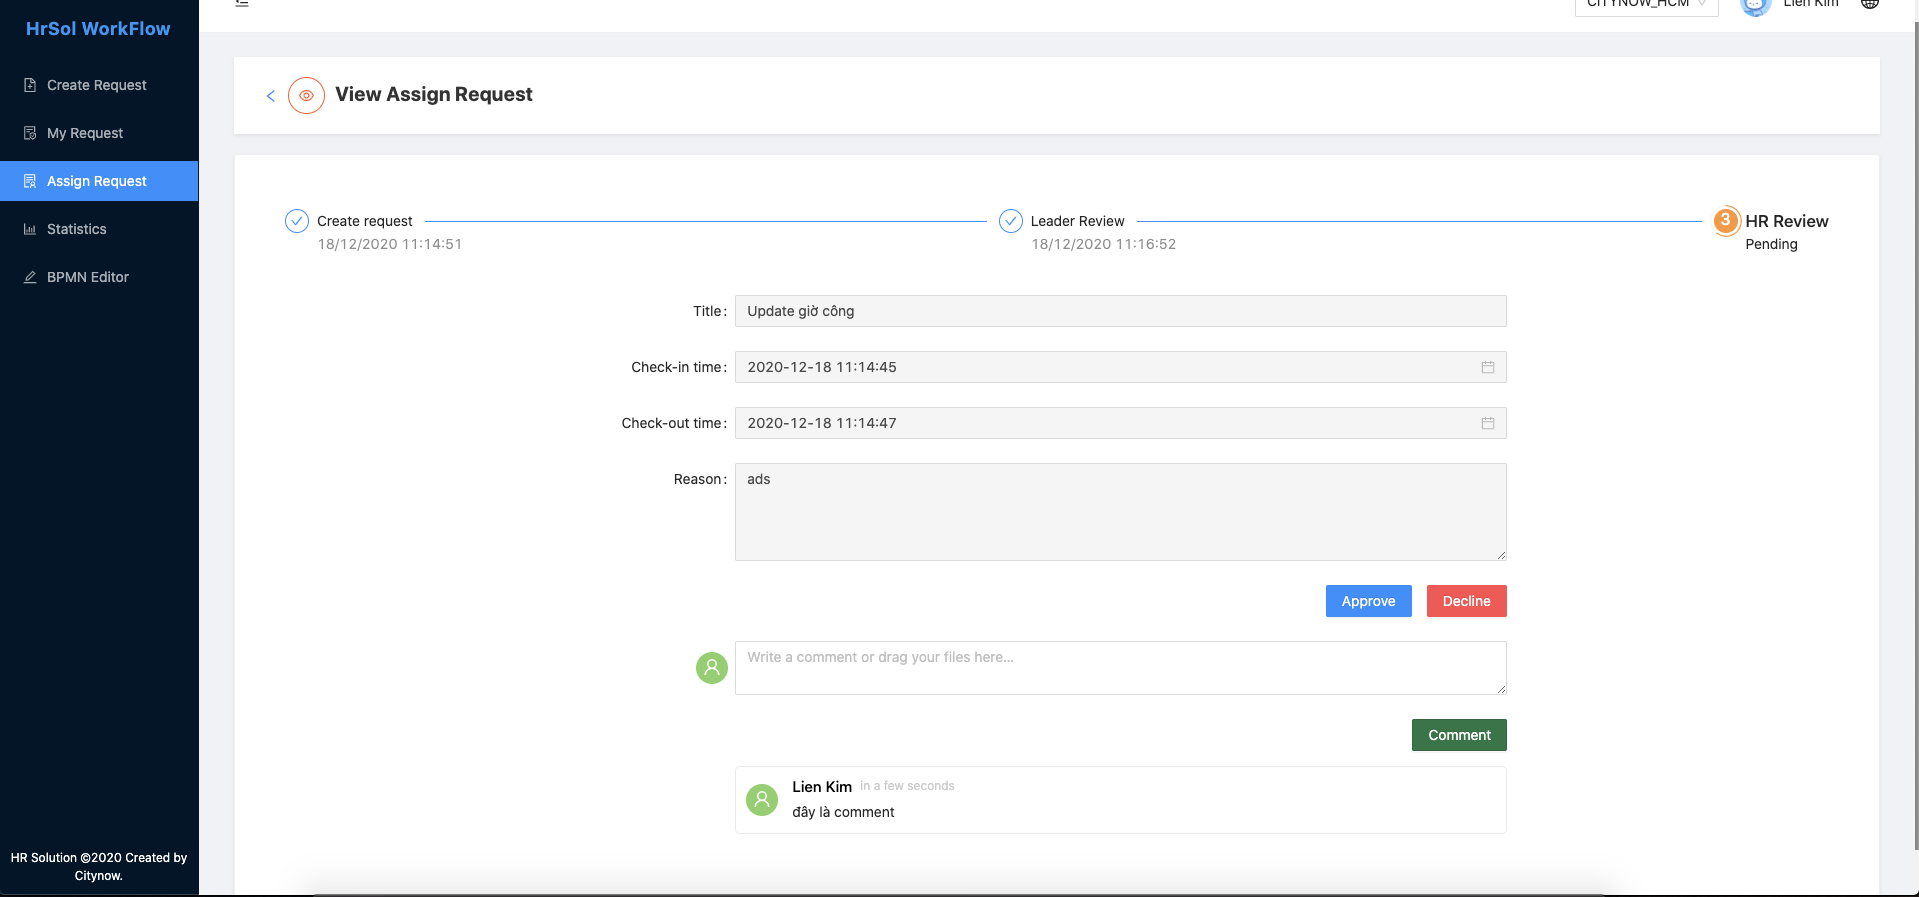 HrSol WorkFlow
CITYNOW_HCM
Lien Kim
Create Request
My Request
Assign Request
Statistics
BPMN Editor
View Assign Request
Create request
18/12/2020 11:14:51
Leader Review
18/12/2020 11:16:52
3
HR Review
Pending
Title:
Update giờ công
Check-in time:
2020-12-18 11:14:45
Check-out time:
2020-12-18 11:14:47
Reason:
ads
Approve
Decline
Write a comment or drag your files here...
Comment
Lien Kim in a few seconds
đây là comment
HR Solution ©2020 Created by
Citynow.